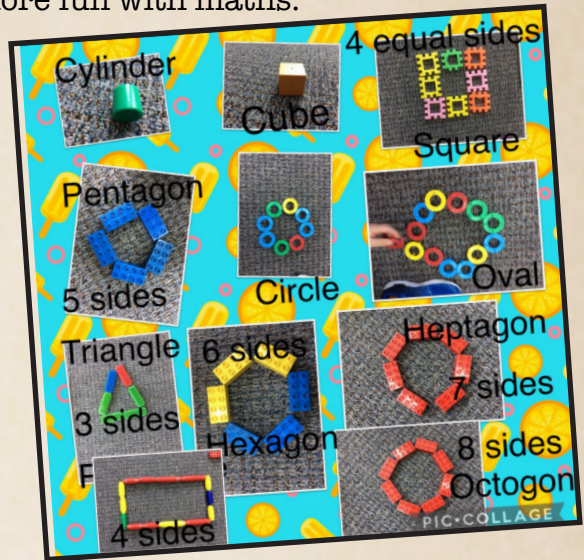 more fun with maths.
4 equal sides
Cylinder
Cube
Square
Pentagon
5 sides
Circle
Oval
Triangle
3 sides
6 sides
Hexagon
Heptagon
7 sides
8 sides
Octogon
4 sides
PIC•COLLAGE